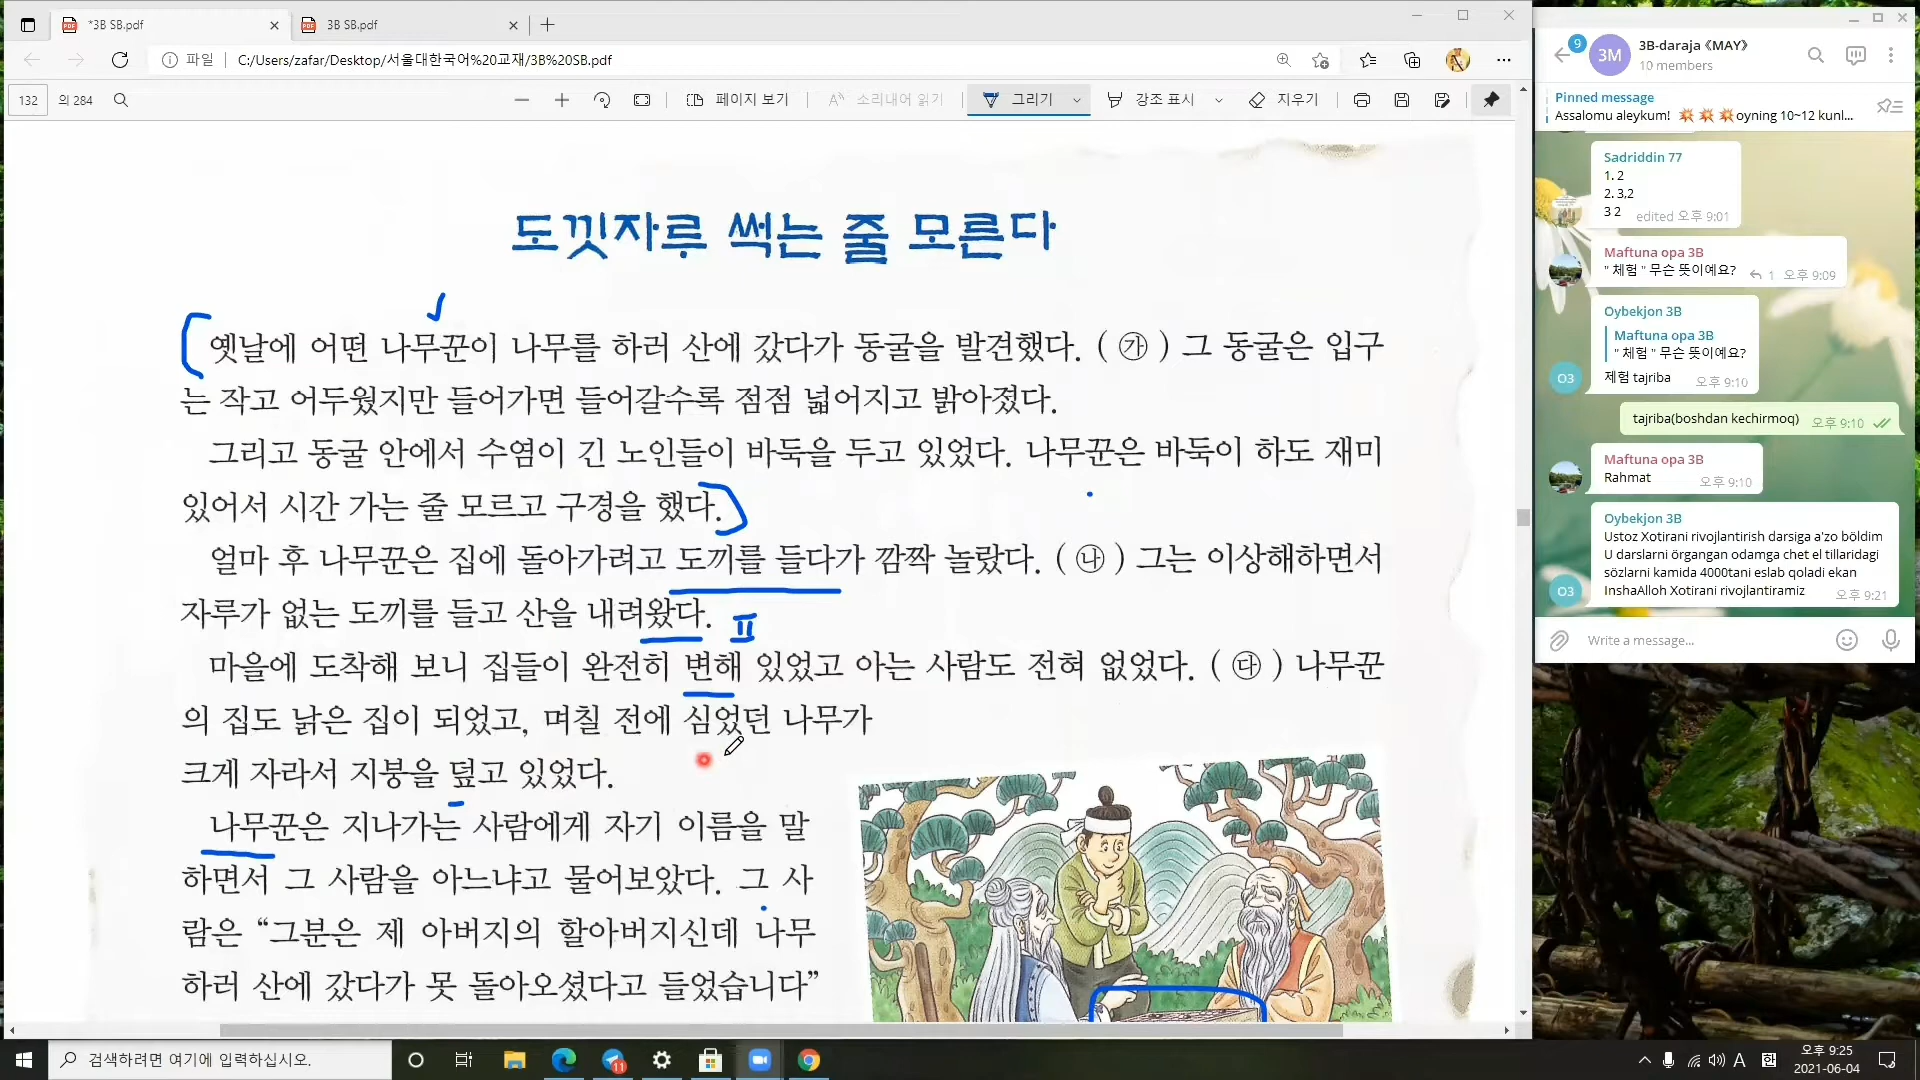 *3B SB.pdf
3B SB.pdf
파일
C:/Users/zafar/Desktop/서울대한국어%20교재/3B%20SB.pdf
132 의 284
페이지 보기
소리내어 읽기
그리기
강조 표시
지우기
도낏자루 썩는 줄 모른다
옛날에 어떤 나무꾼이 나무를 하러 산에 갔다가 동굴을 발견했다. ( ㉮ ) 그 동굴은 입구
는 작고 어두웠지만 들어가면 들어갈수록 점점 넓어지고 밝아졌다.
그리고 동굴 안에서 수염이 긴 노인들이 바둑을 두고 있었다. 나무꾼은 바둑이 하도 재미
있어서 시간 가는 줄 모르고 구경을 했다.
얼마 후 나무꾼은 집에 돌아가려고 도끼를 들다가 깜짝 놀랐다. ( ㉯ ) 그는 이상해하면서
자루가 없는 도끼를 들고 산을 내려왔다.
II
마을에 도착해 보니 집들이 완전히 변해 있었고 아는 사람도 전혀 없었다. ( ㉰ ) 나무꾼
의 집도 낡은 집이 되었고, 며칠 전에 심었던 나무가
크게 자라서 지붕을 덮고 있었다.
나무꾼은 지나가는 사람에게 자기 이름을 말
하면서 그 사람을 아느냐고 물어보았다. 그 사
람은 “그분은 제 아버지의 할아버지신데 나무
하러 산에 갔다가 못 돌아오셨다고 들었습니다”
9
3M
3B-daraja《MAY》
10 members
Pinned message
Assalomu aleykum! 💥 💥 💥oyning 10~12 kunl...
Sadriddin 77
1. 2
2. 3,2
3 2
edited 오후 9:01
Maftuna opa 3B
" 체험 " 무슨 뜻이예요?
1 오후 9:09
Oybekjon 3B
Maftuna opa 3B
" 체험 " 무슨 뜻이예요?
O3
제험 tajriba
오후 9:10
tajriba(boshdan kechirmoq)
오후 9:10
Maftuna opa 3B
Rahmat
오후 9:10
Oybekjon 3B
Ustoz Xotirani rivojlantirish darsiga a'zo böldim
U darslarni örgangan odamga chet el tillaridagi
sözlarni kamida 4000tani eslab qoladi ekan
O3
InshaAlloh Xotirani rivojlantiramiz
오후 9:21
Write a message...
검색하려면 여기에 입력하십시오.
11
A
한
오후 9:25
2021-06-04